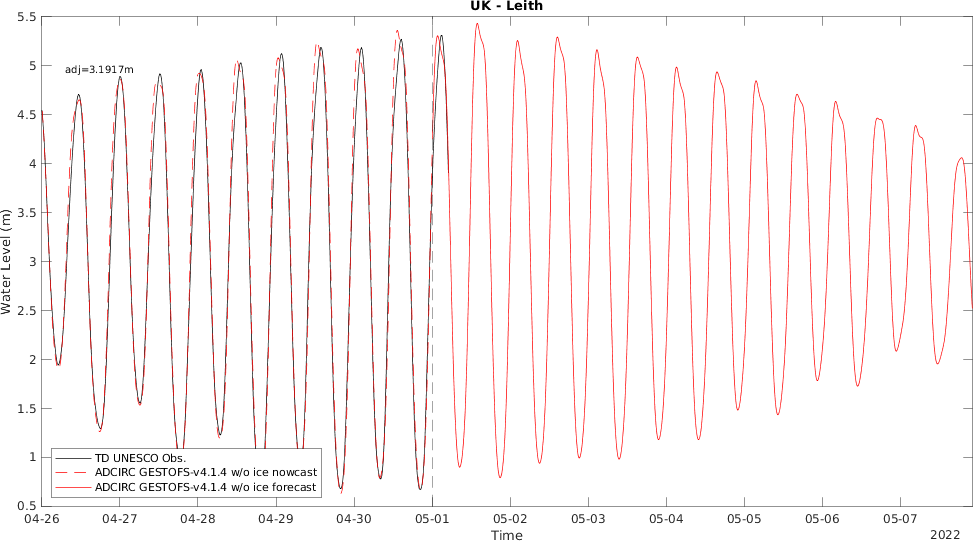 UK - Leith
5.5
5
4.5
4
3.5
3
2.5
2
1.5
1
0.5
Water Level (m)
adj=3.1917m
TD UNESCO Obs.
ADCIRC GESTOFS-v4.1.4 w/o ice nowcast
ADCIRC GESTOFS-v4.1.4 w/o ice forecast
04-26 04-27 04-28 04-29 04-30 05-01 05-02 05-03 05-04 05-05 05-06 05-07
Time
2022